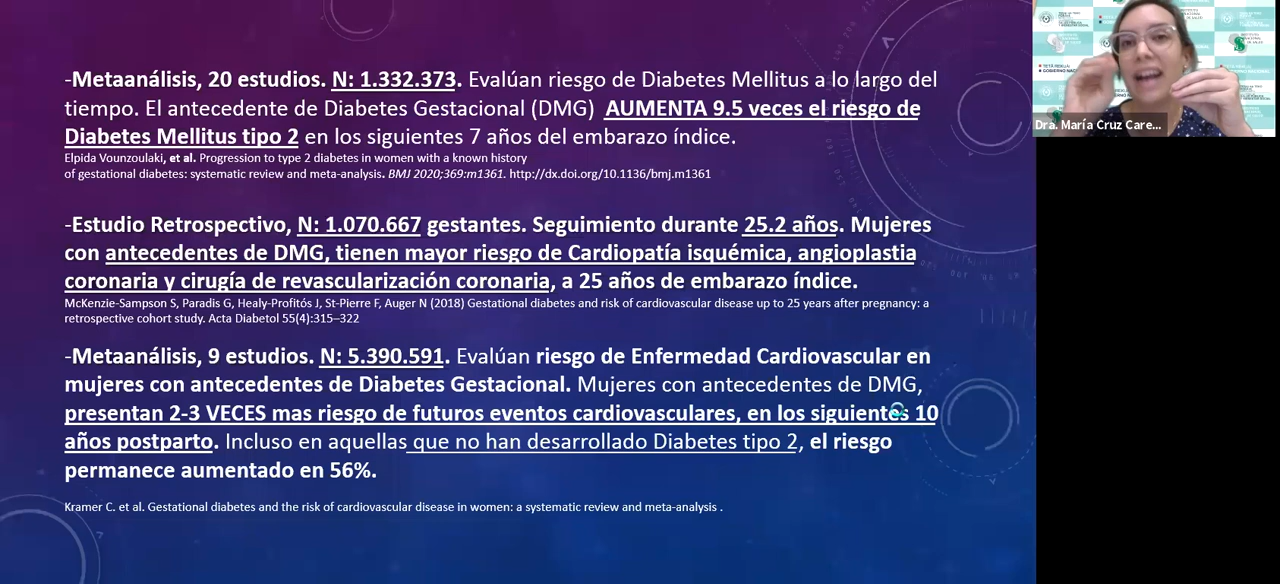 -Metaanálisis, 20 estudios. N: 1.332.373. Evalúan riesgo de Diabetes Mellitus a lo largo del
tiempo. El antecedente de Diabetes Gestacional (DMG) AUMENTA 9.5 veces el riesgo de
Diabetes Mellitus tipo 2 en los siguientes 7 años del embarazo índice.
Elpida Vounzoulaki, et al. Progression to type 2 diabetes in women with a known history
of gestational diabetes: systematic review and meta-analysis. BMJ 2020;369:m1361. http://dx.doi.org/10.1136/bmj.m1361
-Estudio Retrospectivo, N: 1.070.667 gestantes. Seguimiento durante 25.2 años. Mujeres
con antecedentes de DMG, tienen mayor riesgo de Cardiopatía isquémica, angioplastia
coronaria y cirugía de revascularización coronaria, a 25 años de embarazo índice.
McKenzie-Sampson S, Paradis G, Healy-Profitós J, St-Pierre F, Auger N (2018) Gestational diabetes and risk of cardiovascular disease up to 25 years after pregnancy: a
retrospective cohort study. Acta Diabetol 55(4):315–322
-Metaanálisis, 9 estudios. N: 5.390.591. Evalúan riesgo de Enfermedad Cardiovascular en
mujeres con antecedentes de Diabetes Gestacional. Mujeres con antecedentes de DMG,
presentan 2-3 VECES mas riesgo de futuros eventos cardiovasculares, en los siguientes 10
años postparto. Incluso en aquellas que no han desarrollado Diabetes tipo 2, el riesgo
permanece aumentado en 56%.
Kramer C. et al. Gestational diabetes and the risk of cardiovascular disease in women: a systematic review and meta-analysis .
Dra. María Cruz Care...